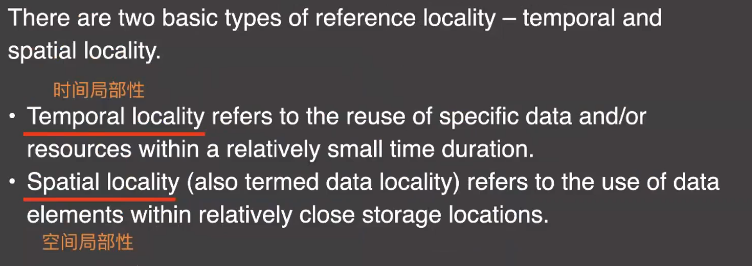 There are two basic types of reference locality – temporal and
spatial locality.
时间局部性
• Temporal locality refers to the reuse of specific data and/or
resources within a relatively small time duration.
• Spatial locality (also termed data locality) refers to the use of data
elements within relatively close storage locations.
空间局部性